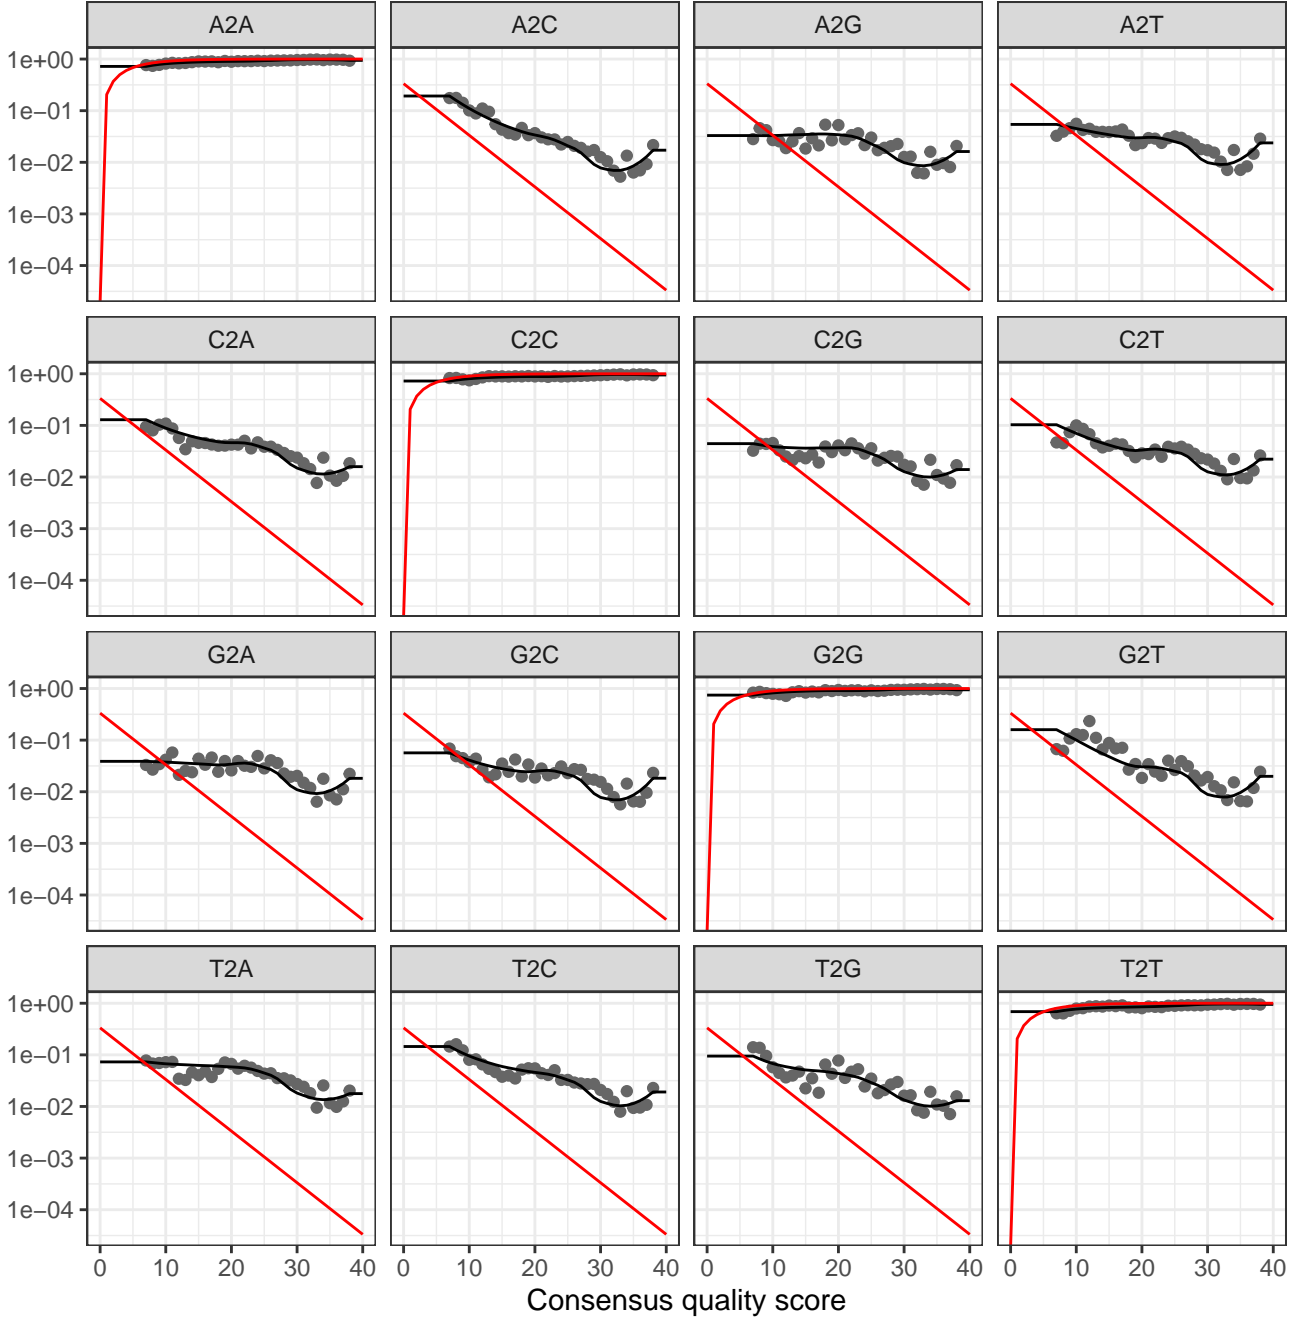 A2A A2C A2G A2T
1e+00
1e−01
1e−02
1e−03
1e−04
C2A C2C C2G C2T
1e+00
1e−01
1e−02
1e−03
1e−04
G2A G2C G2G G2T
1e+00
1e−01
1e−02
1e−03
1e−04
T2A T2C T2G T2T
1e+00
1e−01
1e−02
1e−03
1e−04
0 10 20 30 40 0 10 20 30 40 0 10 20 30 40 0 10 20 30 40
Consensus quality score